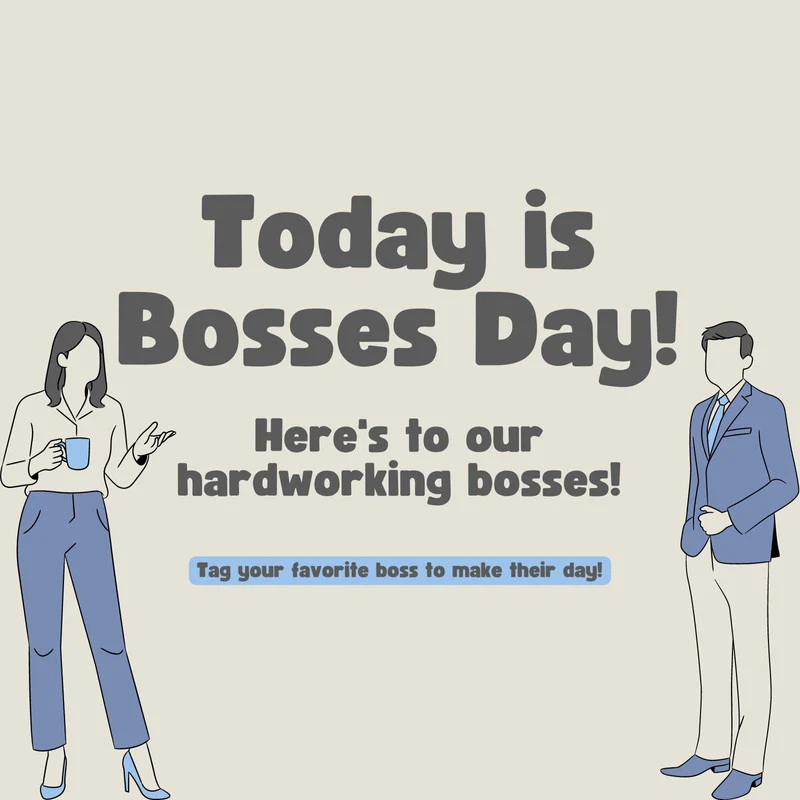 Today is
Bosses Day!
Here's to our
hardworking bosses!
Tag your favorite boss to make their day!